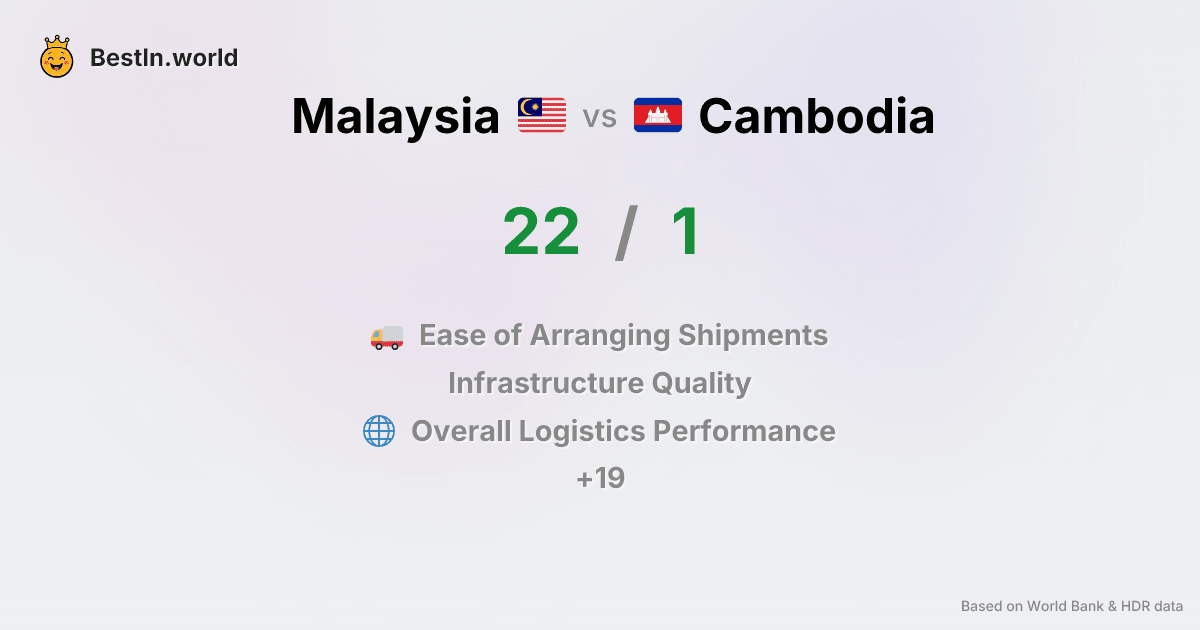 BestIn.world
Malaysia vs Cambodia
22 / 1
Ease of Arranging Shipments
Infrastructure Quality
Overall Logistics Performance
+19
Based on World Bank & HDR data